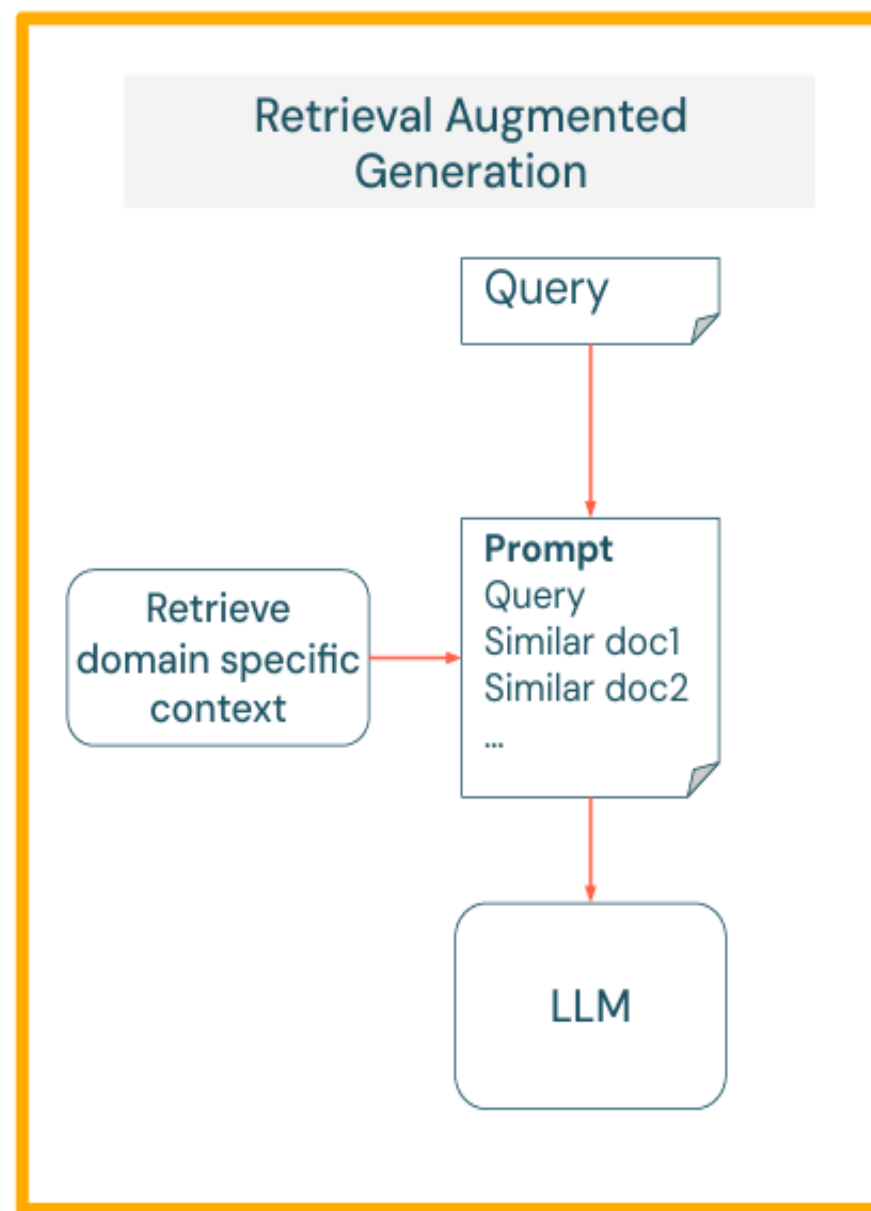 Retrieval Augmented
Generation
Query
Prompt
Query
Similar doc1
Similar doc2
...
Retrieve
domain specific
context
LLM